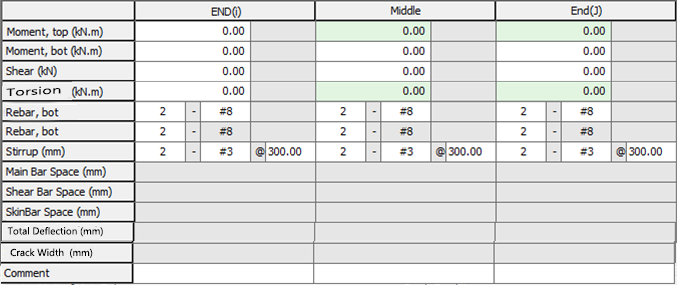 END(i) Middle End(J)
Moment, top (kN.m) 0.00 0.00 0.00
Moment, bot (kN.m) 0.00 0.00 0.00
Shear (kN) 0.00 0.00 0.00
Torsion (kN.m) 0.00 0.00 0.00
Rebar, bot 2 - #8 2 - #8 2 - #8
Rebar, bot 2 - #8 2 - #8 2 - #8
Stirrup (mm) 2 - #3 @ 300.00 2 - #3 @ 300.00 2 - #3 @ 300.00
Main Bar Space (mm)
Shear Bar Space (mm)
SkinBar Space (mm)
Total Deflection (mm)
Crack Width (mm)
Comment